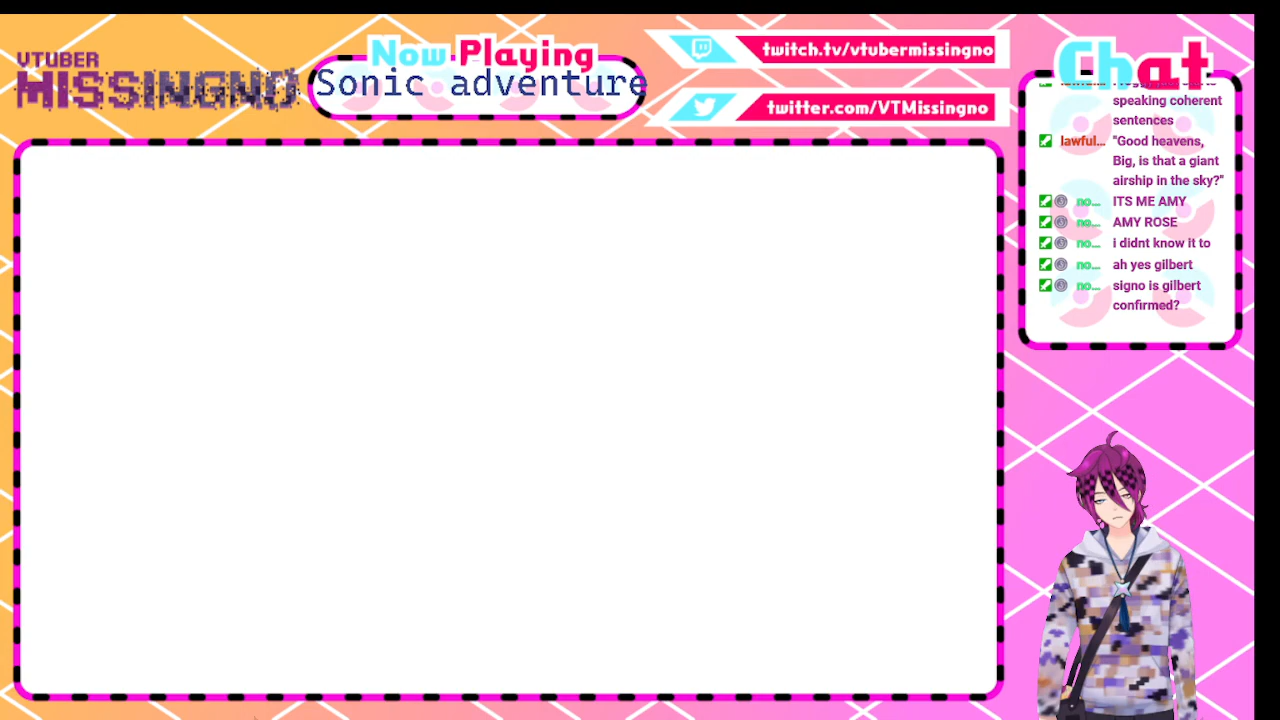 VTUBER
MISSINGNO
Now Playing
Sonic adventure
twitch.tv/vtubermissingno
twitter.com/VTMissingno
Chat
speaking coherent
sentences
lawful... "Good heavens,
Big, is that a giant
airship in the sky?"
no... ITS ME AMY
no... AMY ROSE
no... i didnt know it to
no... ah yes gilbert
no... signo is gilbert
confirmed?